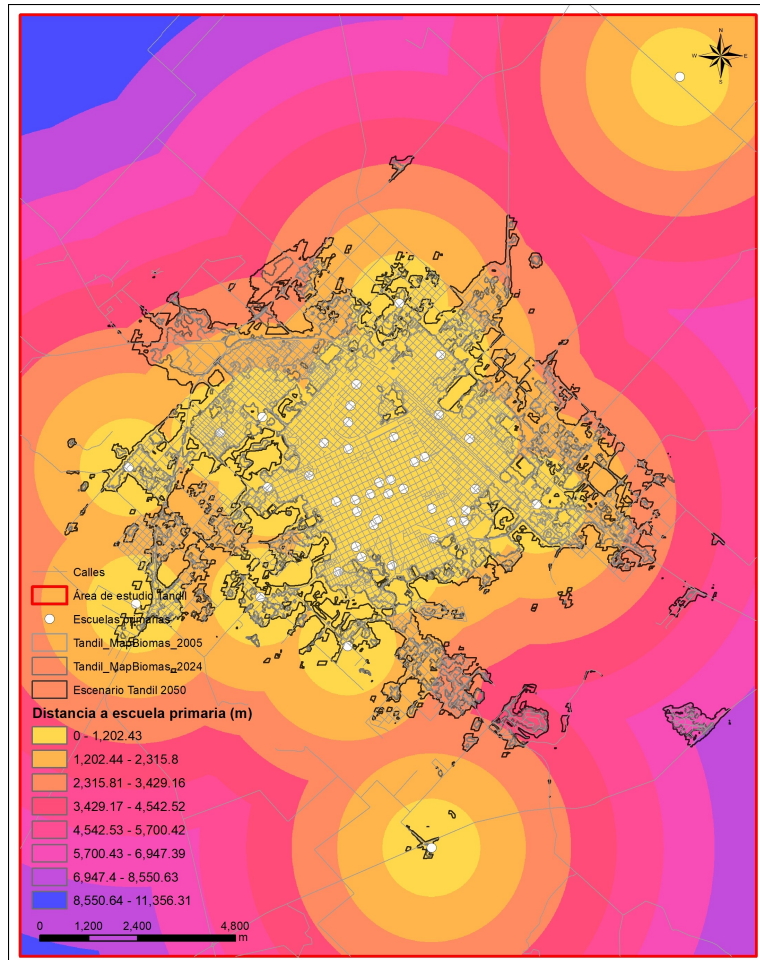 N
W E
S
Calles
Área de estudio Tandil
Escuelas primarias
Tandil_MapBiomas_2005
Tandil_MapBiomas_2024
Escenario Tandil 2050
Distancia a escuela primaria (m)
0 - 1,202.43
1,202.44 - 2,315.8
2,315.81 - 3,429.16
3,429.17 - 4,542.52
4,542.53 - 5,700.42
5,700.43 - 6,947.39
6,947.4 - 8,550.63
8,550.64 - 11,356.31
0 1,200 2,400 4,800
m